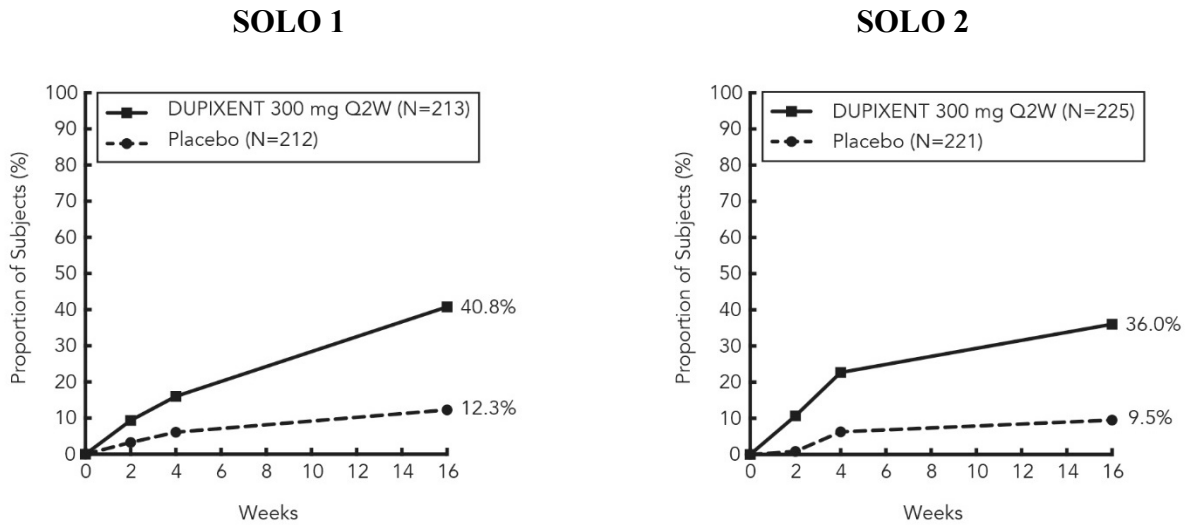 SOLO 1
100
90
80
70
60
50
40
30
20
10
0
Proportion of Subjects (%)
DUPIXENT 300 mg Q2W (N=213)
Placebo (N=212)
40.8%
12.3%
0 2 4 6 8 10 12 14 16
Weeks
SOLO 2
100
90
80
70
60
50
40
30
20
10
0
Proportion of Subjects (%)
DUPIXENT 300 mg Q2W (N=225)
Placebo (N=221)
36.0%
9.5%
0 2 4 6 8 10 12 14 16
Weeks